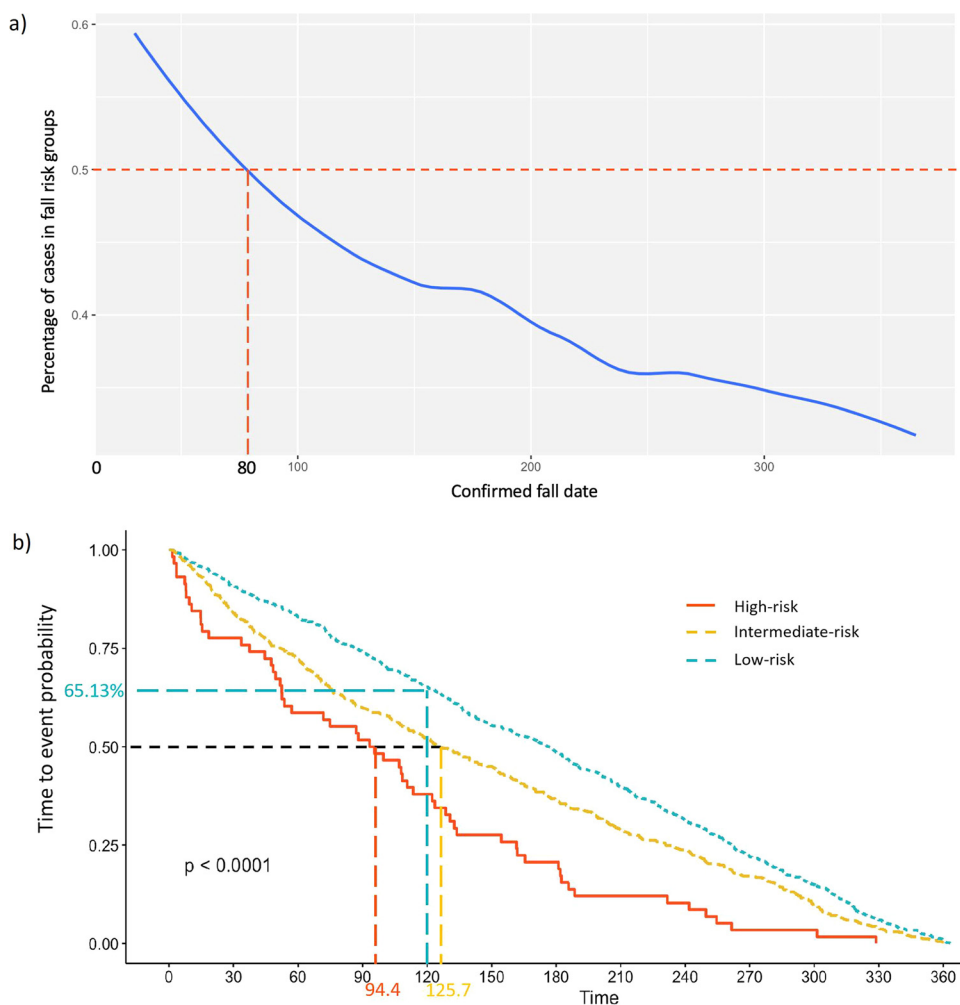 a)
0.6
0.5
0.4
Percentage of cases in fall risk groups
0
80
100
200
300
Confirmed fall date
b)
1.00
0.75
65.13%
0.50
0.25
0.00
Time to event probability
High-risk
Intermediate-risk
Low-risk
p < 0.0001
0 30 60 90 120 150 180 210 240 270 300 330 360
94.4 125.7
Time